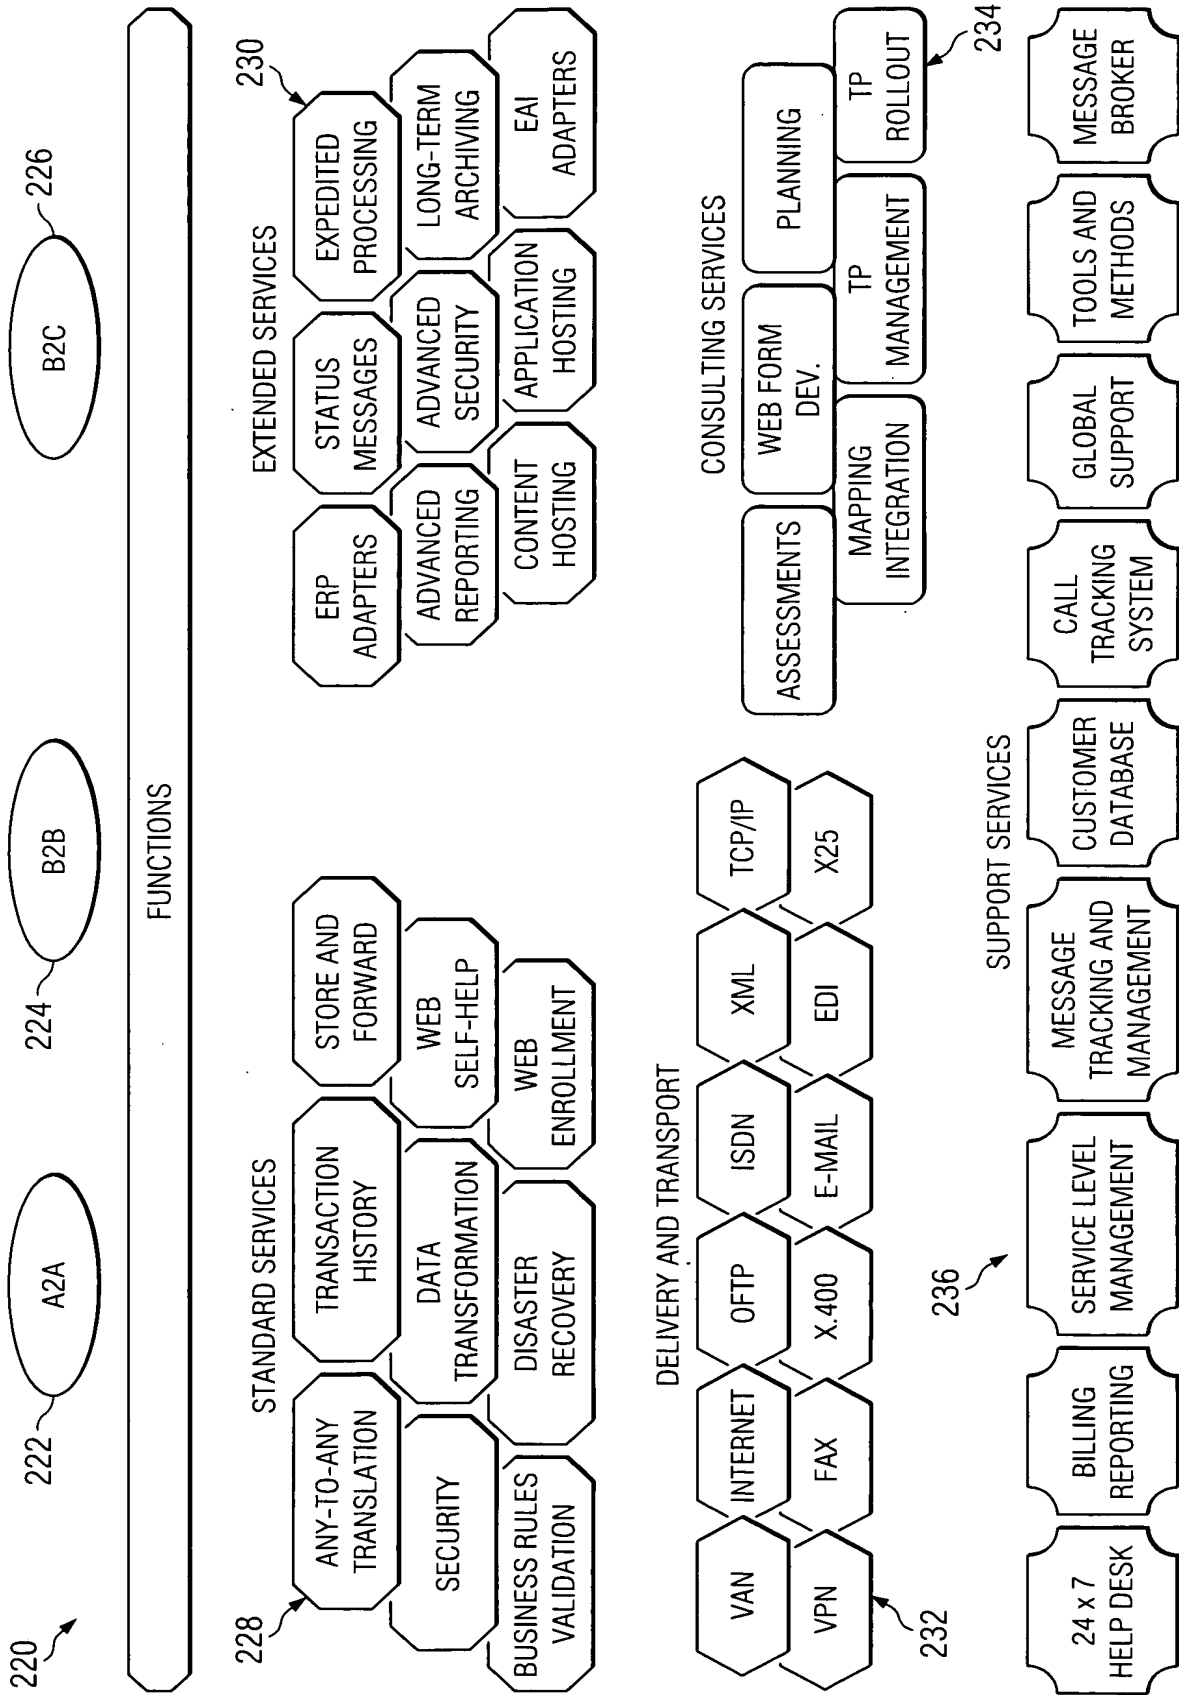 220
222
A2A
224
B2B
B2C
226
FUNCTIONS
STANDARD SERVICES
228
ANY-TO-ANY
TRANSLATION
TRANSACTION
HISTORY
STORE AND
FORWARD
SECURITY
DATA
TRANSFORMATION
WEB
SELF-HELP
BUSINESS RULES
VALIDATION
DISASTER
RECOVERY
WEB
ENROLLMENT
EXTENDED SERVICES
230
ERP
ADAPTERS
STATUS
MESSAGES
EXPEDITED
PROCESSING
ADVANCED
REPORTING
ADVANCED
SECURITY
LONG-TERM
ARCHIVING
CONTENT
HOSTING
APPLICATION
HOSTING
EAI
ADAPTERS
DELIVERY AND TRANSPORT
VAN
INTERNET
OFTP
ISDN
XML
TCP/IP
VPN
FAX
X.400
E-MAIL
EDI
X25
232
CONSULTING SERVICES
ASSESSMENTS
WEB FORM
DEV.
PLANNING
MAPPING
INTEGRATION
TP
MANAGEMENT
TP
ROLLOUT
234
236
SUPPORT SERVICES
24 x 7
HELP DESK
BILLING
REPORTING
SERVICE LEVEL
MANAGEMENT
MESSAGE
TRACKING AND
MANAGEMENT
CUSTOMER
DATABASE
CALL
TRACKING
SYSTEM
GLOBAL
SUPPORT
TOOLS AND
METHODS
MESSAGE
BROKER